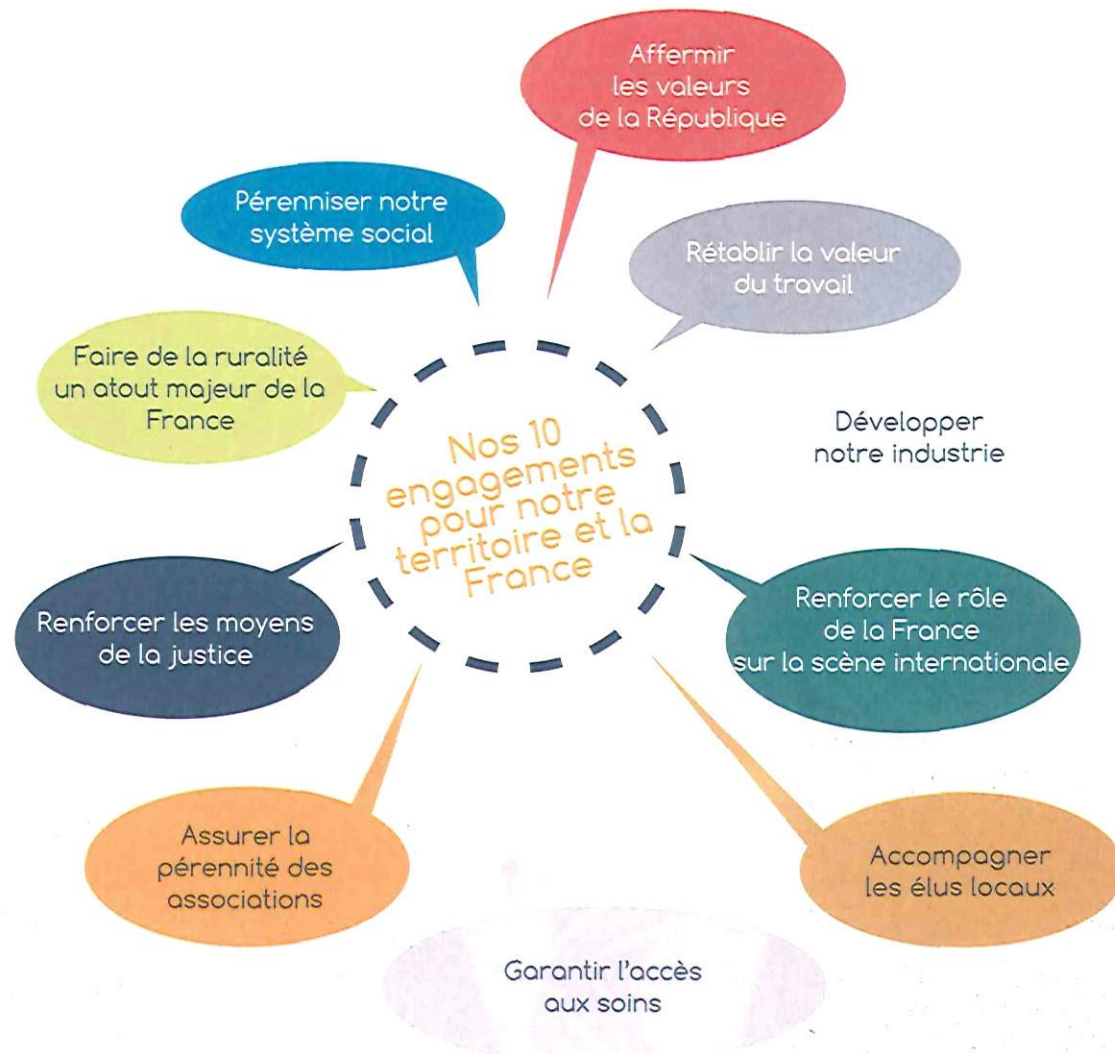 Affermir
les valeurs
de la République
Pérenniser notre
système social
Rétablir la valeur
du travail
Faire de la ruralité
un atout majeur de la
France
Développer
notre industrie
Nos 10
engagements
pour notre
territoire et la
France
Renforcer les moyens
de la justice
Renforcer le rôle
de la France
sur la scène internationale
Assurer la
pérennité des
associations
Accompagner
les élus locaux
Garantir l'accès
aux soins